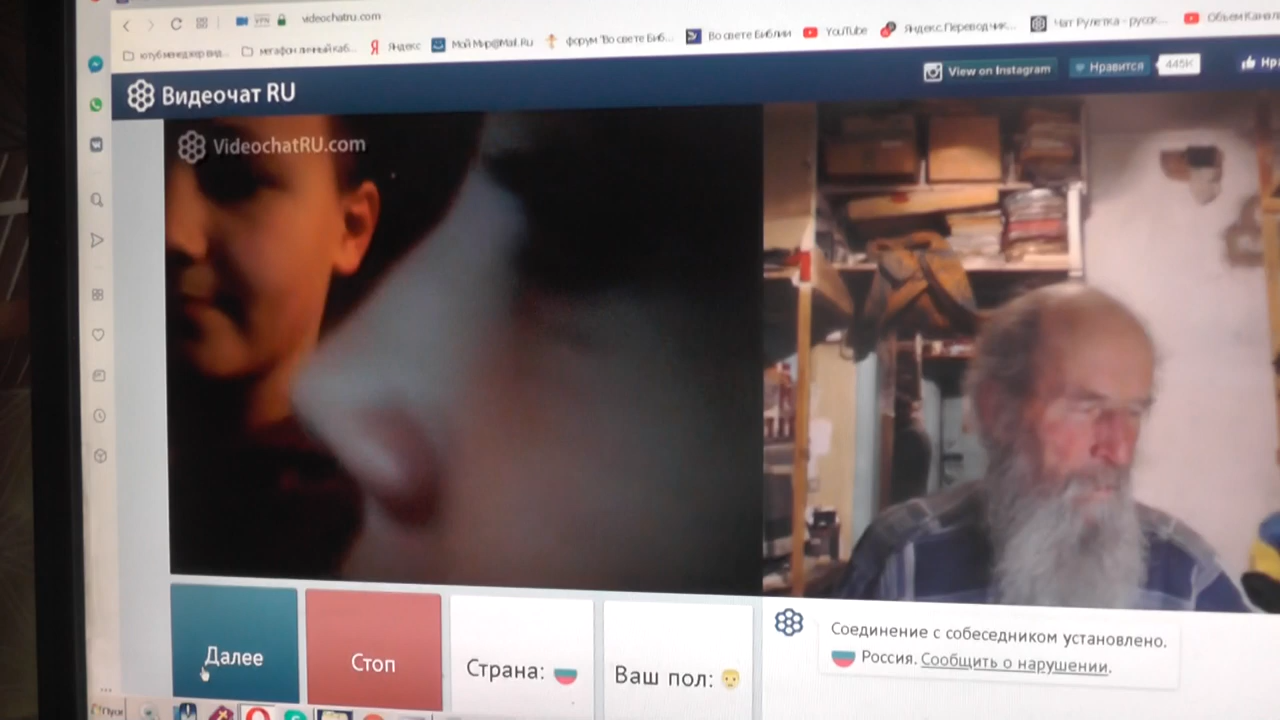 VPN videochatru.com
ютуб менеджер вид... мегафон личный каб... Яндекс Мой Мир@Mail.Ru форум "Во свете Биб... Во свете Библии YouTube Яндекс.Переводчик... Чат Рулетка - русск...
Видеочат RU
View on Instagram Нравится 445K
VideochatRU.com
Далее
Стоп
Страна:
Ваш пол:
Соединение с собеседником установлено.
Россия. Сообщить о нарушении.
Пуск